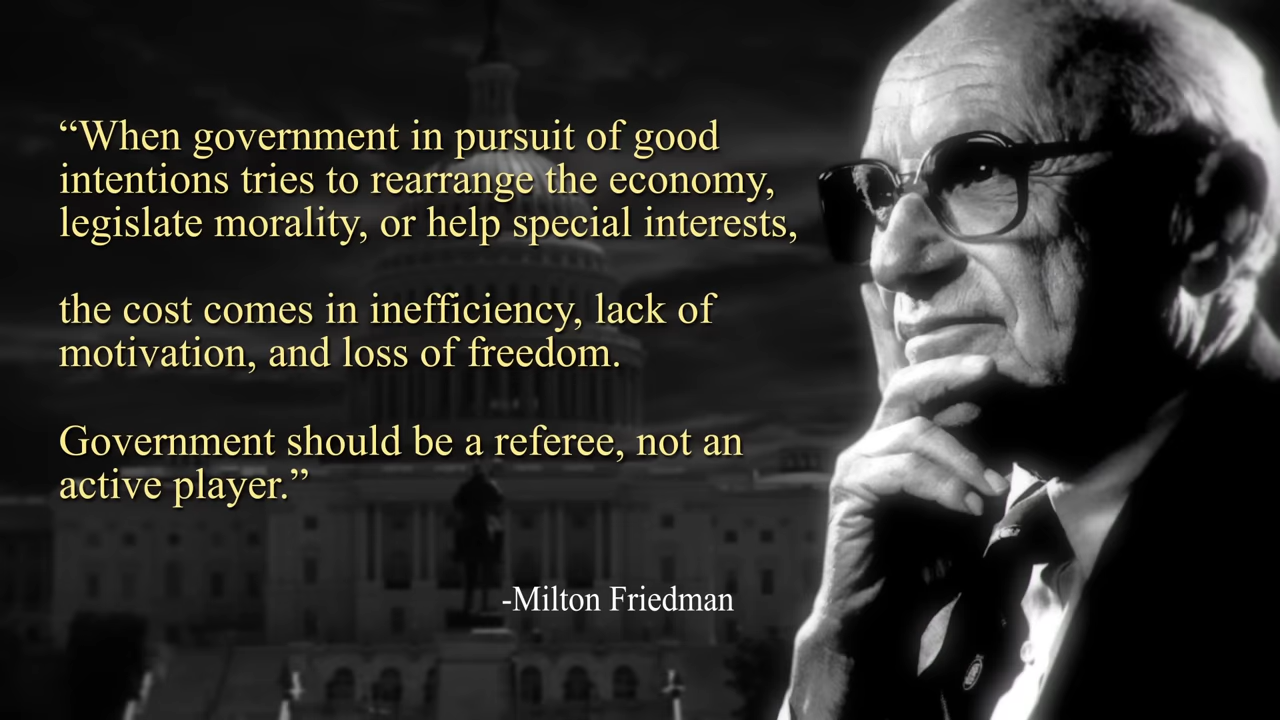 “When government in pursuit of good
intentions tries to rearrange the economy,
legislate morality, or help special interests,
the cost comes in inefficiency, lack of
motivation, and loss of freedom.
Government should be a referee, not an
active player.”
-Milton Friedman